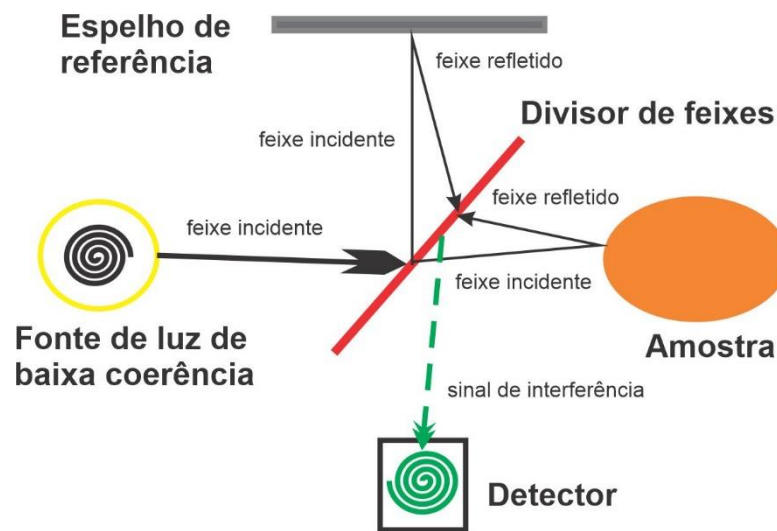 Espelho de
referência
feixe refletido
Divisor de feixes
feixe incidente
feixe refletido
feixe incidente
feixe incidente
Fonte de luz de
baixa coerência
Amostra
sinal de interferência
Detector